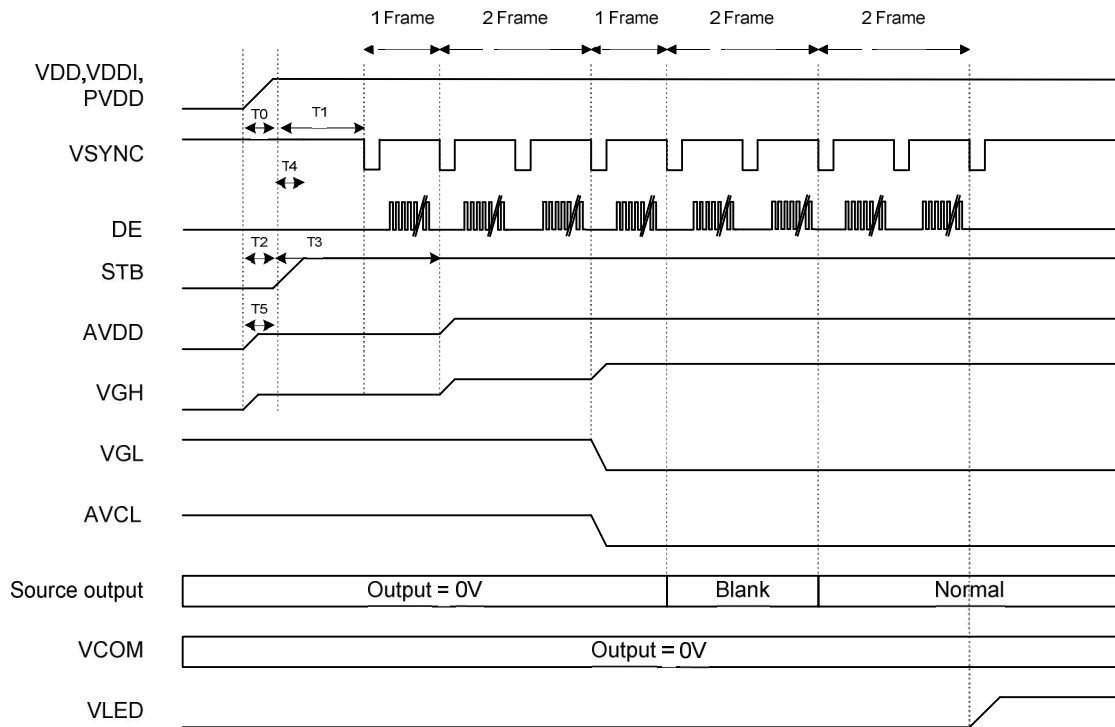 1 Frame
2 Frame
1 Frame
2 Frame
2 Frame
VDD,VDDI,
PVDD
T0
T1
VSYNC
T4
DE
T2
T3
STB
T5
AVDD
VGH
VGL
AVCL
Source output
Output = 0V
Blank
Normal
VCOM
Output = 0V
VLED